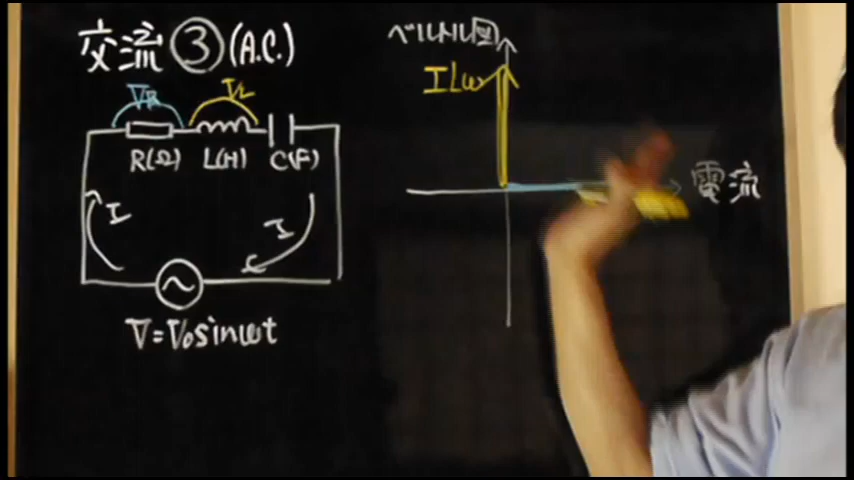 交流③(A.C.)
ベクトル図
VR
VL
ILω
R(Ω)
L(H)
C(F)
電流
I
I
V=V₀sinωt